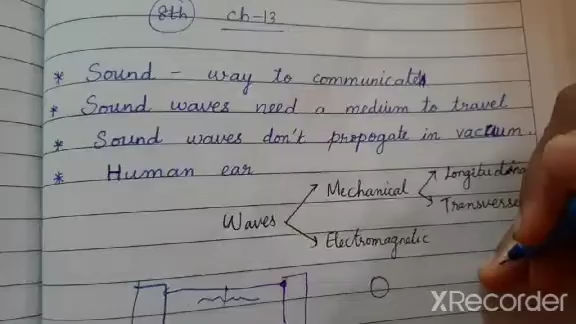 8th ch-13
* Sound - way to communicate
* Sound waves need a medium to travel
* Sound waves don't propogate in vacuum.
* Human ear
Waves Mechanical Longitudina
Transverse
Electromagnetic
XRecorder